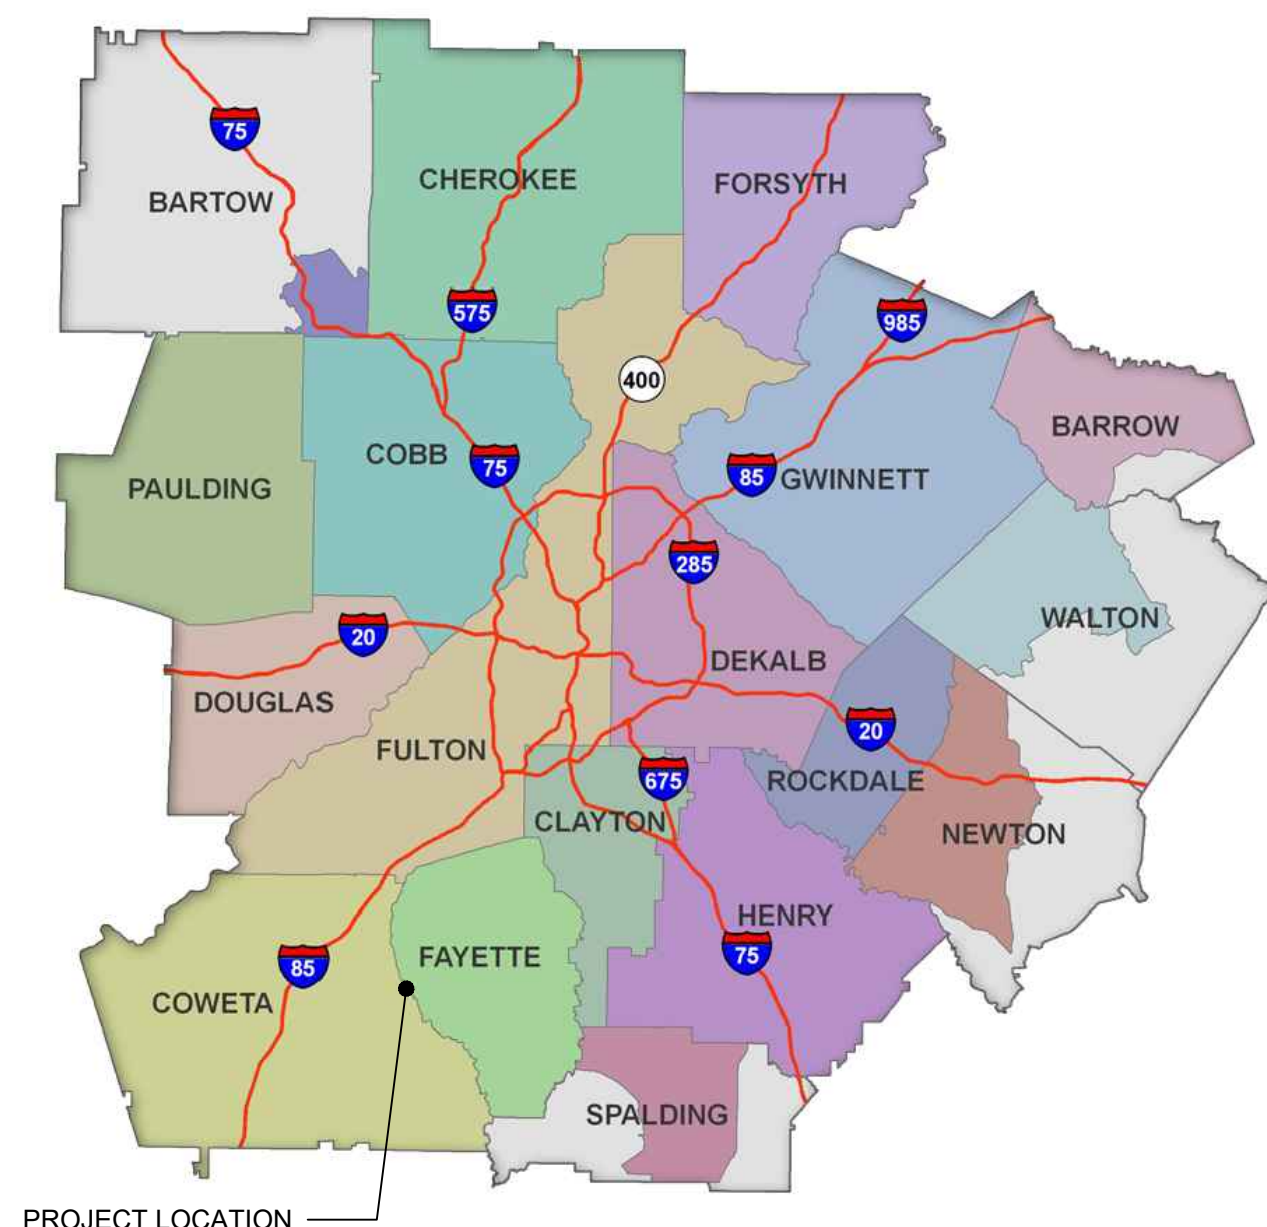 75
CHEROKEE
FORSYTH
BARTOW
575
985
400
BARROW
COBB
75
85
GWINNETT
PAULDING
285
20
WALTON
DEKALB
DOUGLAS
20
FULTON
675
ROCKDALE
CLAYTON
NEWTON
HENRY
75
FAYETTE
85
COWETA
SPALDING
PROJECT LOCATION